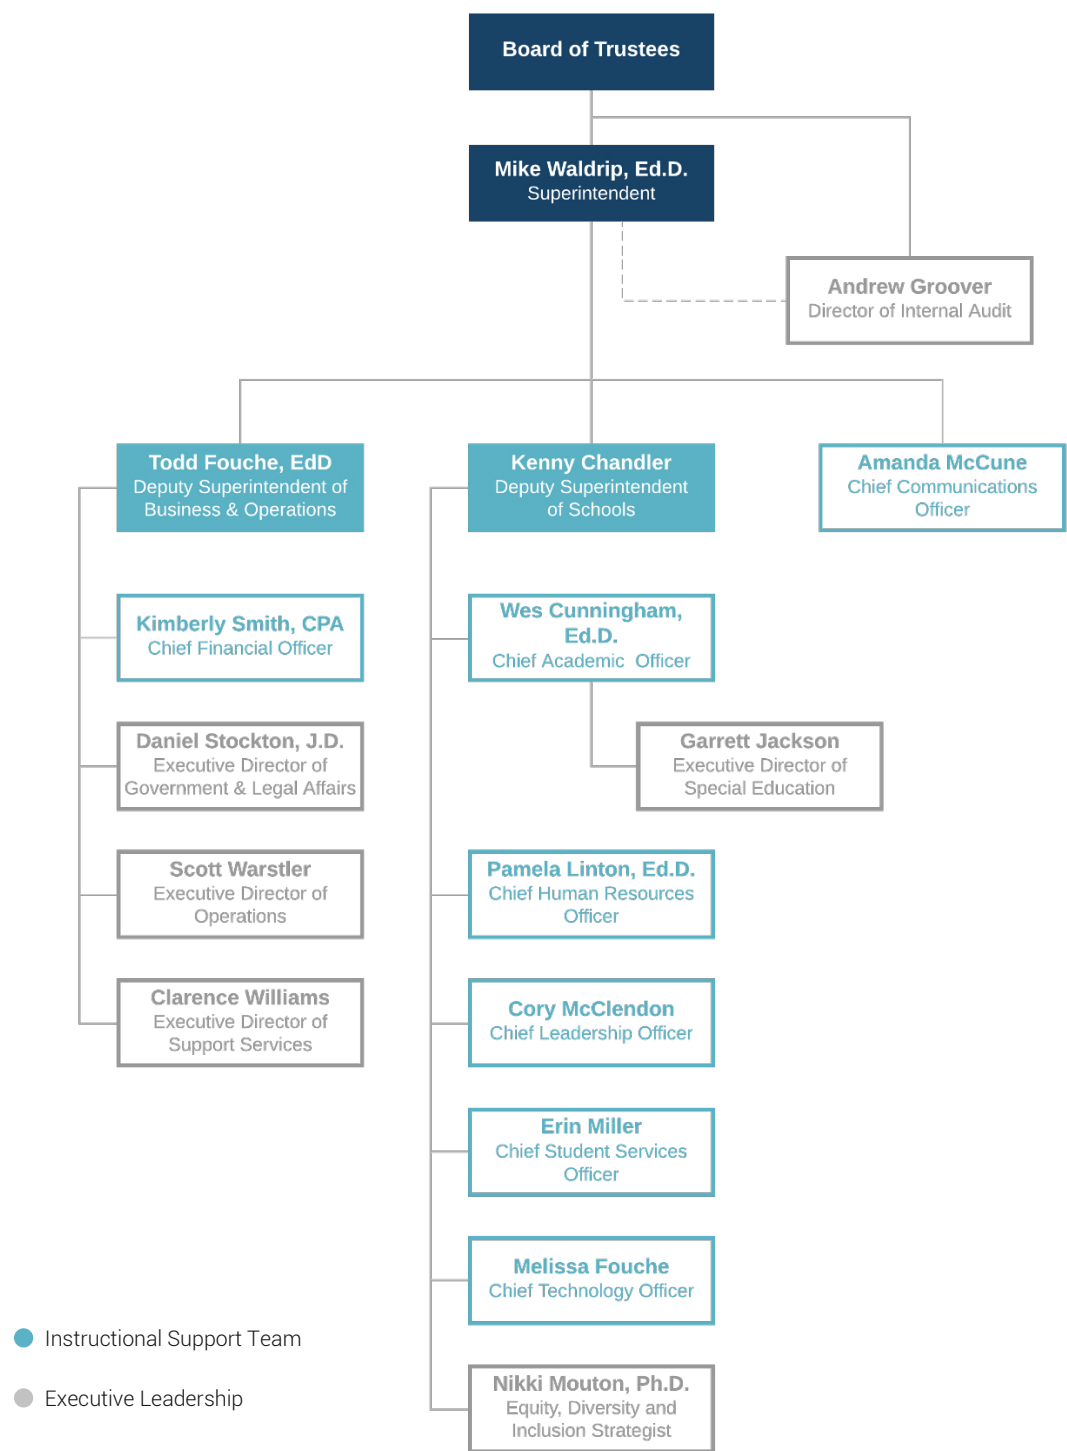 Board of Trustees
Mike Waldrip, Ed.D.
Superintendent
Andrew Groover
Director of Internal Audit
Todd Fouche, EdD
Deputy Superintendent of
Business & Operations
Kenny Chandler
Deputy Superintendent
of Schools
Amanda McCune
Chief Communications
Officer
Kimberly Smith, CPA
Chief Financial Officer
Wes Cunningham,
Ed.D.
Chief Academic Officer
Daniel Stockton, J.D.
Executive Director of
Government & Legal Affairs
Garrett Jackson
Executive Director of
Special Education
Scott Warstler
Executive Director of
Operations
Pamela Linton, Ed.D.
Chief Human Resources
Officer
Clarence Williams
Executive Director of
Support Services
Cory McClendon
Chief Leadership Officer
Erin Miller
Chief Student Services
Officer
Melissa Fouche
Chief Technology Officer
Nikki Mouton, Ph.D.
Equity, Diversity and
Inclusion Strategist
Instructional Support Team
Executive Leadership